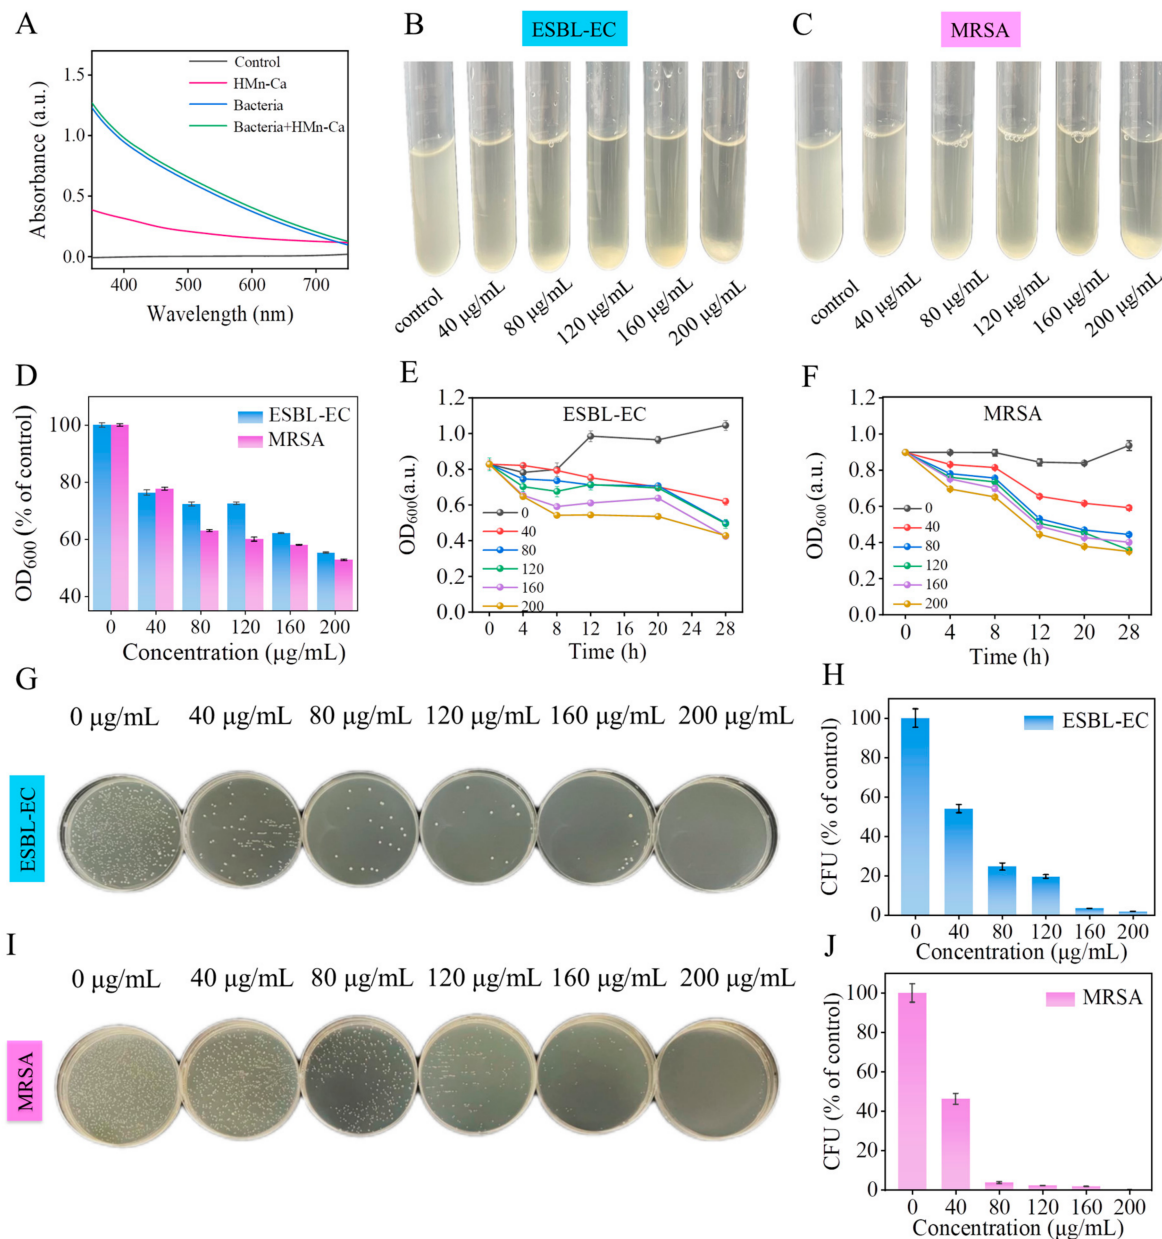 A
Absorbance (a.u.)
1.5
1.0
0.5
0.0
Control
HMn-Ca
Bacteria
Bacteria+HMn-Ca
400 500 600 700
Wavelength (nm)
B
ESBL-EC
control
40 μg/mL
80 μg/mL
120 μg/mL
160 μg/mL
200 μg/mL
C
MRSA
control
40 μg/mL
80 μg/mL
120 μg/mL
160 μg/mL
200 μg/mL
D
OD600 (% of control)
100
80
60
40
ESBL-EC
MRSA
0 40 80 120 160 200
Concentration (μg/mL)
E
OD600(a.u.)
1.2
1.0
0.8
0.6
0.4
0.2
0.0
ESBL-EC
0
40
80
120
160
200
0 4 8 12 16 20 24 28
Time (h)
F
OD600(a.u.)
1.2
1.0
0.8
0.6
0.4
0.2
0.0
MRSA
0
40
80
120
160
200
0 4 8 12 20 28
Time (h)
G
0 μg/mL 40 μg/mL 80 μg/mL 120 μg/mL 160 μg/mL 200 μg/mL
ESBL-EC
H
CFU (% of control)
100
80
60
40
20
0
ESBL-EC
0 40 80 120 160 200
Concentration (μg/mL)
I
0 μg/mL 40 μg/mL 80 μg/mL 120 μg/mL 160 μg/mL 200 μg/mL
MRSA
J
CFU (% of control)
100
80
60
40
20
0
MRSA
0 40 80 120 160 200
Concentration (μg/mL)